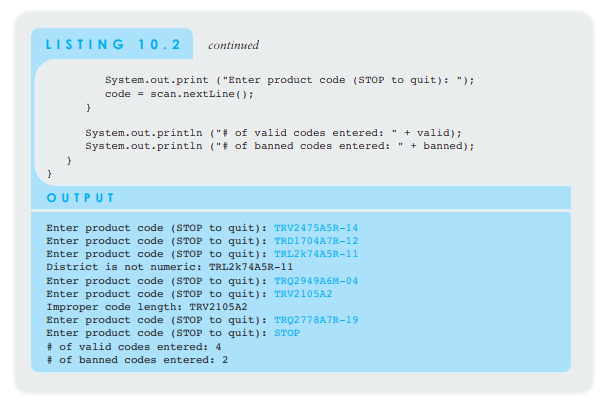 LISTING 10.2 continued
System.out.print ("Enter product code (STOP to quit): ");
code = scan.nextLine();
}
System.out.println ("# of valid codes entered: " + valid);
System.out.println ("# of banned codes entered: " + banned);
}
}
OUTPUT
Enter product code (STOP to quit): TRV2475A5R-14
Enter product code (STOP to quit): TRD1704A7R-12
Enter product code (STOP to quit): TRL2k74A5R-11
District is not numeric: TRL2k74A5R-11
Enter product code (STOP to quit): TRQ2949A6M-04
Enter product code (STOP to quit): TRV2105A2
Improper code length: TRV2105A2
Enter product code (STOP to quit): TRQ2778A7R-19
Enter product code (STOP to quit): STOP
# of valid codes entered: 4
# of banned codes entered: 2